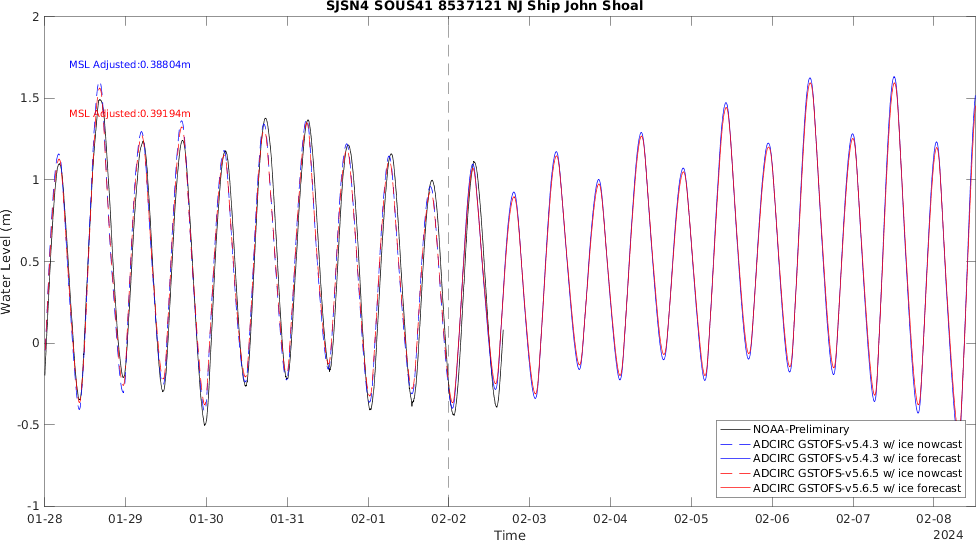 SJSN4 SOUS41 8537121 NJ Ship John Shoal
MSL Adjusted:0.38804m
MSL Adjusted:0.39194m
Water Level (m)
2
1.5
1
0.5
0
-0.5
-1
NOAA-Preliminary
ADCIRC GSTOFS-v5.4.3 w/ ice nowcast
ADCIRC GSTOFS-v5.4.3 w/ ice forecast
ADCIRC GSTOFS-v5.6.5 w/ ice nowcast
ADCIRC GSTOFS-v5.6.5 w/ ice forecast
01-28 01-29 01-30 01-31 02-01 02-02 02-03 02-04 02-05 02-06 02-07 02-08
Time
2024